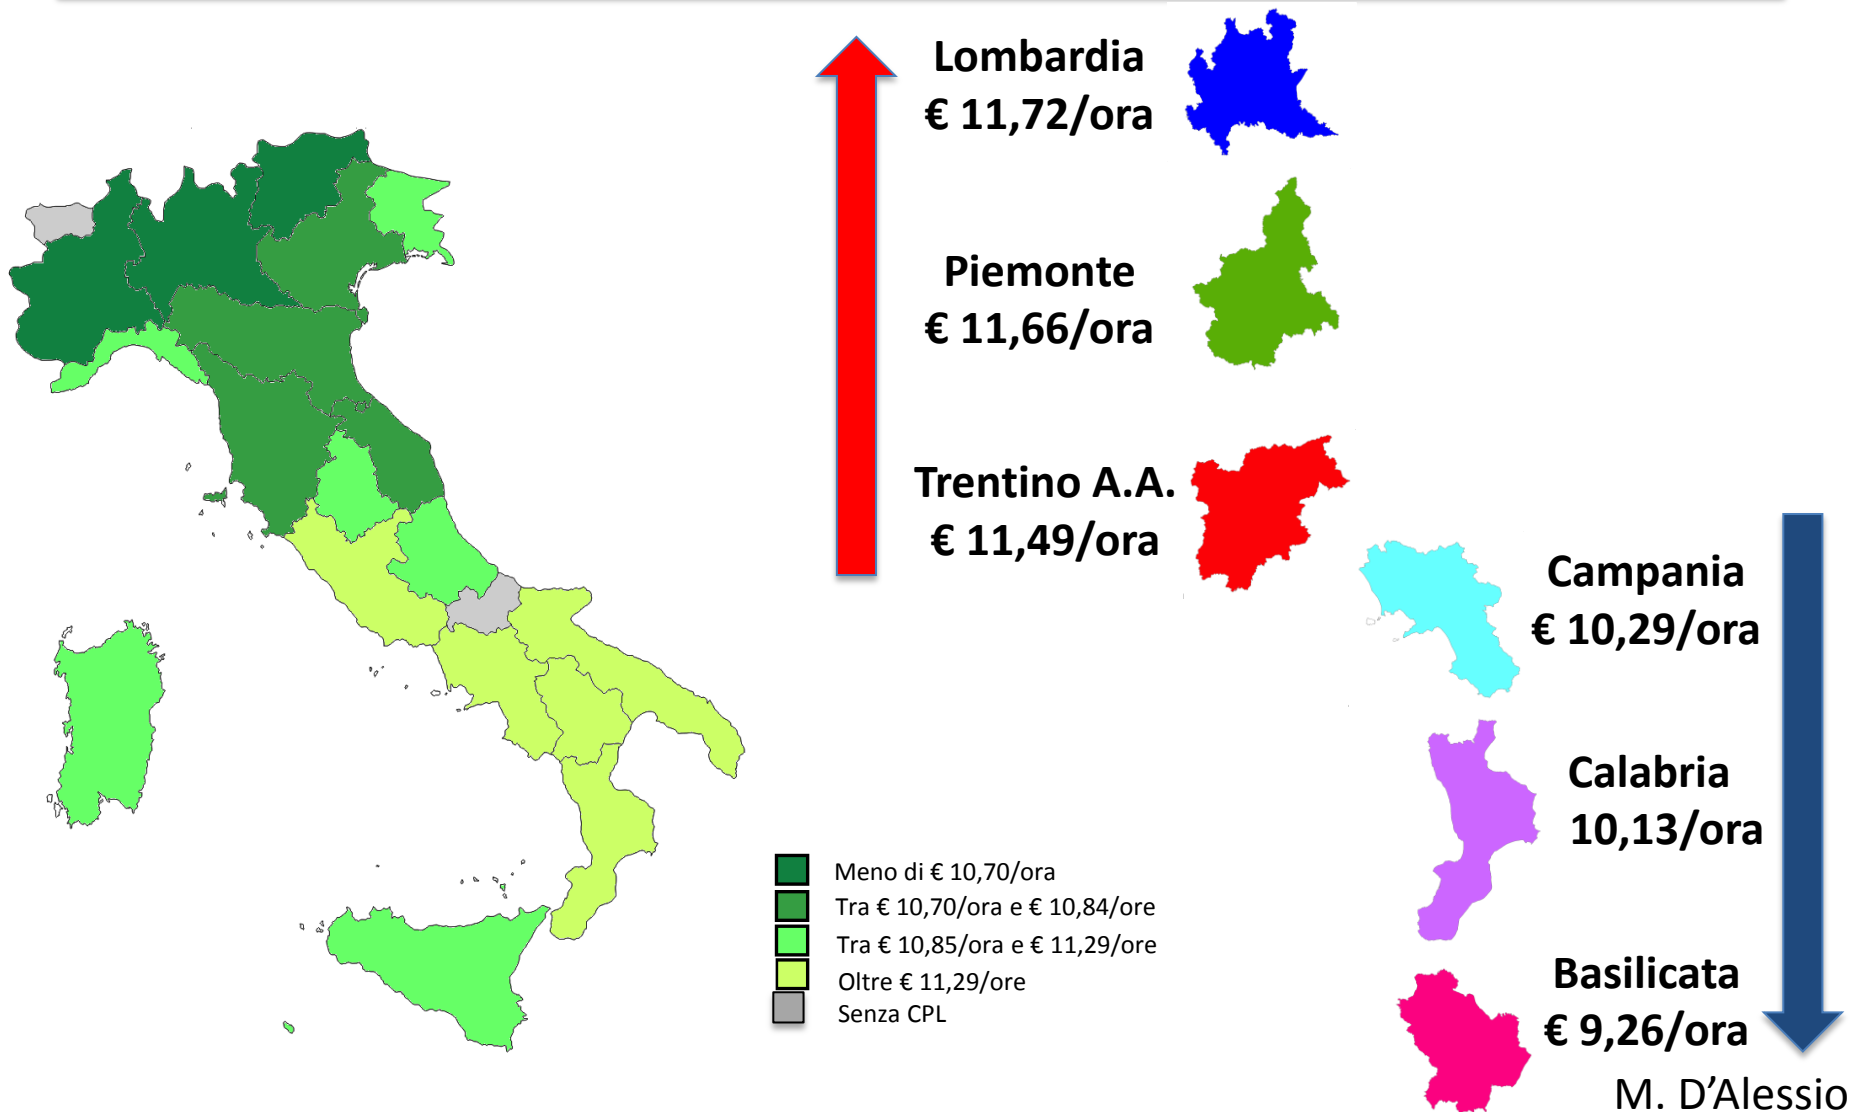 Lombardia
€ 11,72/ora
Piemonte
€ 11,66/ora
Trentino A.A.
€ 11,49/ora
Campania
€ 10,29/ora
Calabria
10,13/ora
Basilicata
€ 9,26/ora
Meno di € 10,70/ora
Tra € 10,70/ora e € 10,84/ore
Tra € 10,85/ora e € 11,29/ore
Oltre € 11,29/ore
Senza CPL
M. D'Alessio